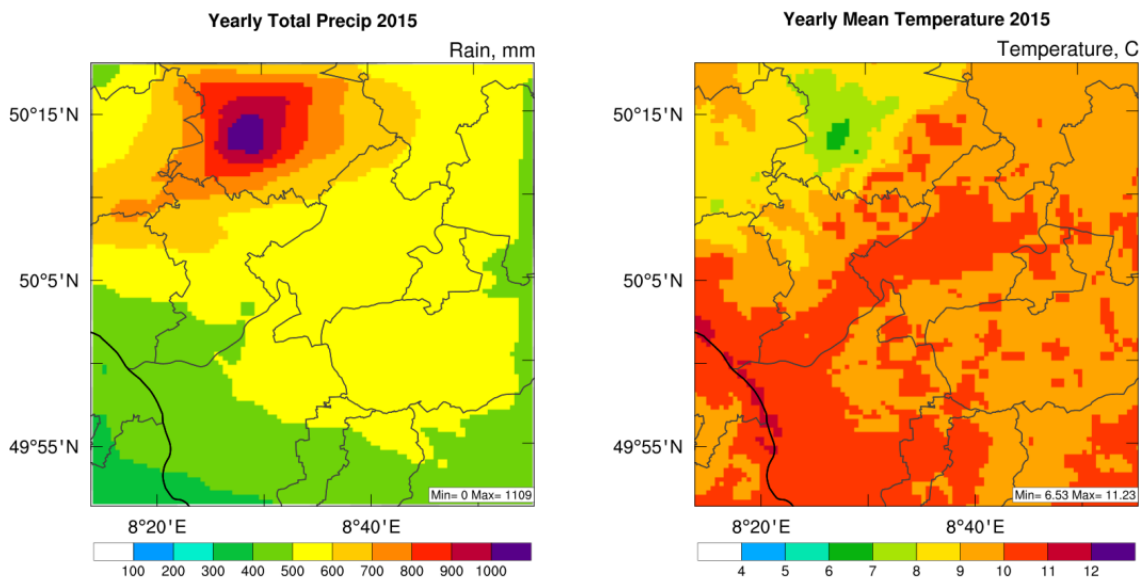 Yearly Total Precip 2015
Rain, mm
50°15'N
50°5'N
49°55'N
Min= 0 Max= 1109
8°20'E 8°40'E
100 200 300 400 500 600 700 800 900 1000
Yearly Mean Temperature 2015
Temperature, C
50°15'N
50°5'N
49°55'N
Min= 6.53 Max= 11.23
8°20'E 8°40'E
4 5 6 7 8 9 10 11 12